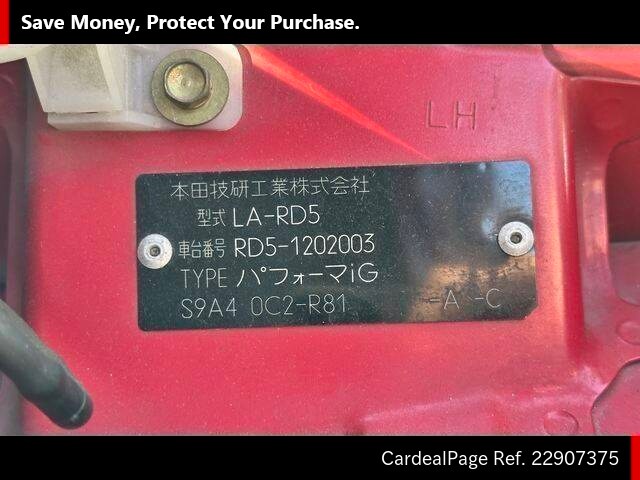 Save Money, Protect Your Purchase.
LH
本田技研工業株式会社
型式 LA-RD5
車台番号 RD5-1202003
TYPE パフォーマiG
S9A4 0C2-R81 -A -C
CardealPage Ref. 22907375